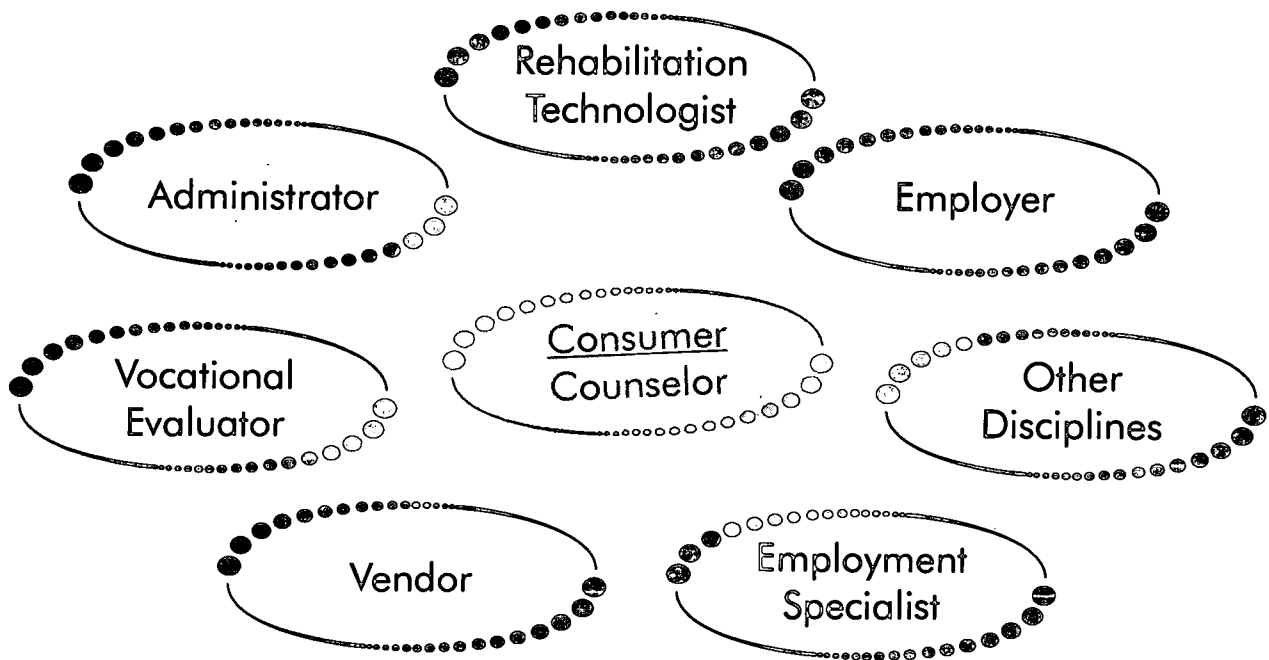 Rehabilitation
Technologist
Administrator
Employer
Consumer
Counselor
Vocational
Evaluator
Other
Disciplines
Vendor
Employment
Specialist